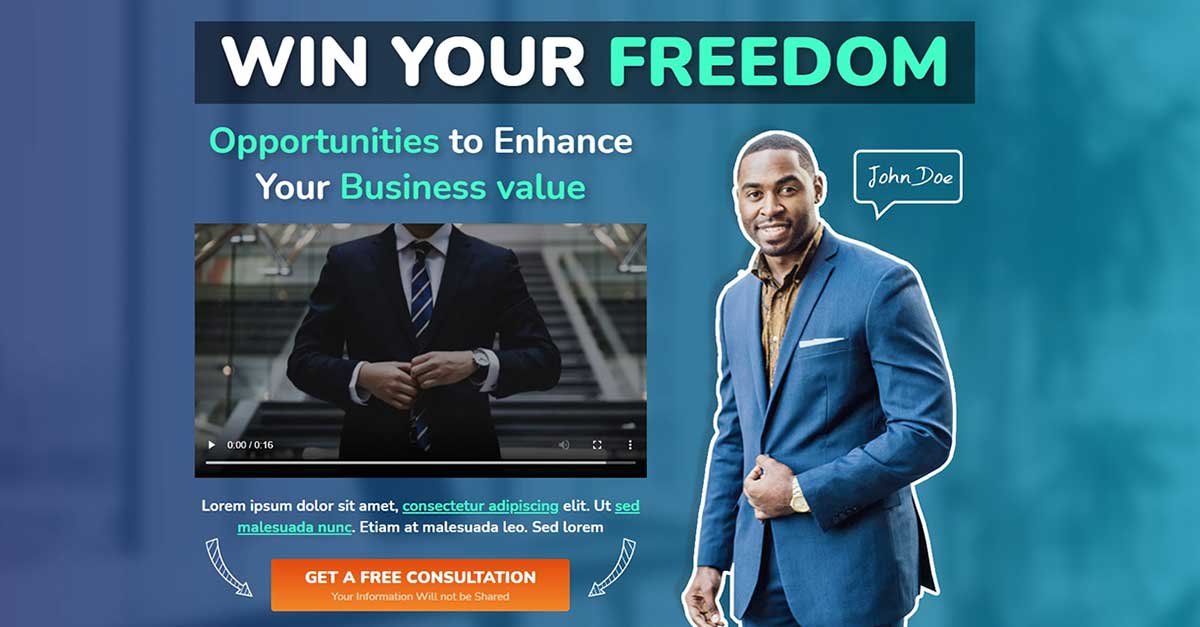 WIN YOUR FREEDOM
Opportunities to Enhance
Your Business value
John Doe
0:00 / 0:16
Lorem ipsum dolor sit amet, consectetur adipiscing elit. Ut sed
malesuada nunc. Etiam at malesuada leo. Sed lorem
GET A FREE CONSULTATION
Your Information Will not be Shared